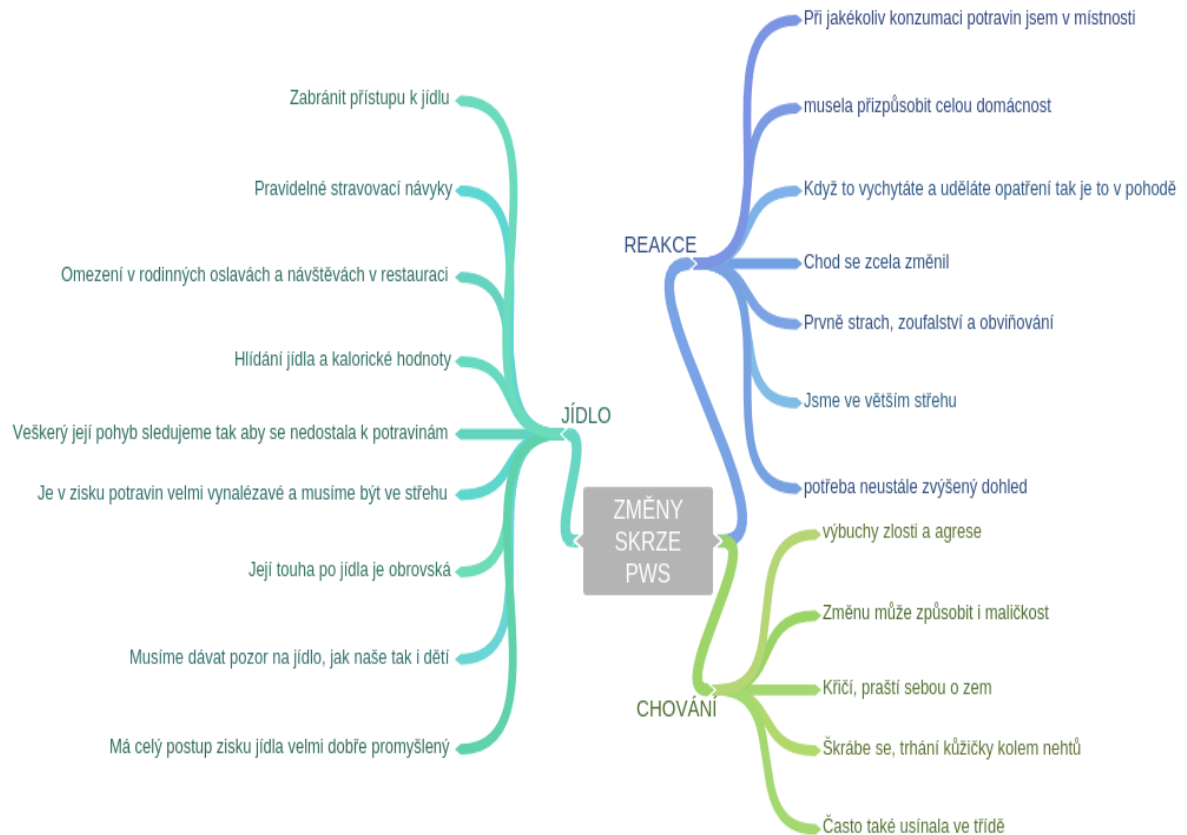 Při jakékoliv konzumaci potravin jsem v místnosti
musela přizpůsobit celou domácnost
Když to vychytáte a uděláte opatření tak je to v pohodě
REAKCE
Chod se zcela změnil
Prvně strach, zoufalství a obviňování
Jsme ve větším střehu
potřeba neustále zvýšený dohled
Zabránit přístupu k jídlu
Pravidelné stravovací návyky
Omezení v rodinných oslavách a návštěvách v restauraci
Hlídání jídla a kalorické hodnoty
JÍDLO
Veškerý její pohyb sledujeme tak aby se nedostala k potravinám
Je v zisku potravin velmi vynalézavé a musíme být ve střehu
Její touha po jídla je obrovská
Musíme dávat pozor na jídlo, jak naše tak i dětí
Má celý postup zisku jídla velmi dobře promyšlený
ZMĚNY
SKRZE
PWS
výbuchy zlosti a agrese
Změnu může způsobit i maličkost
Křičí, praští sebou o zem
CHOVÁNÍ
Škrábe se, trhání kůžičky kolem nehtů
Často také usínala ve třídě